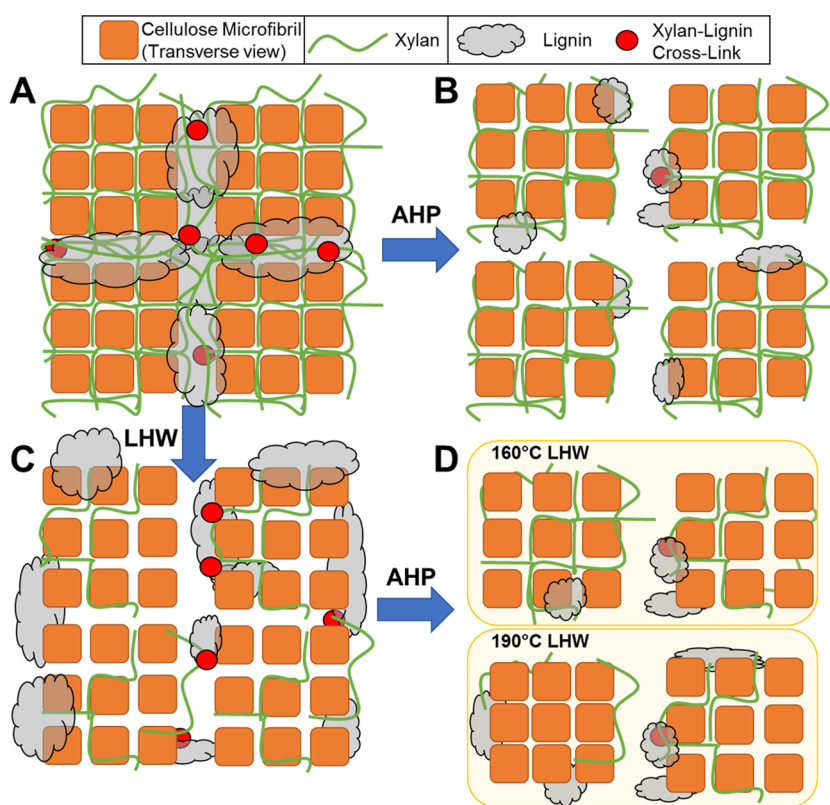 Cellulose Microfibril
(Transverse view)
Xylan
Lignin
Xylan-Lignin
Cross-Link
A
B
AHP
LHW
C
D
160°C LHW
AHP
190°C LHW